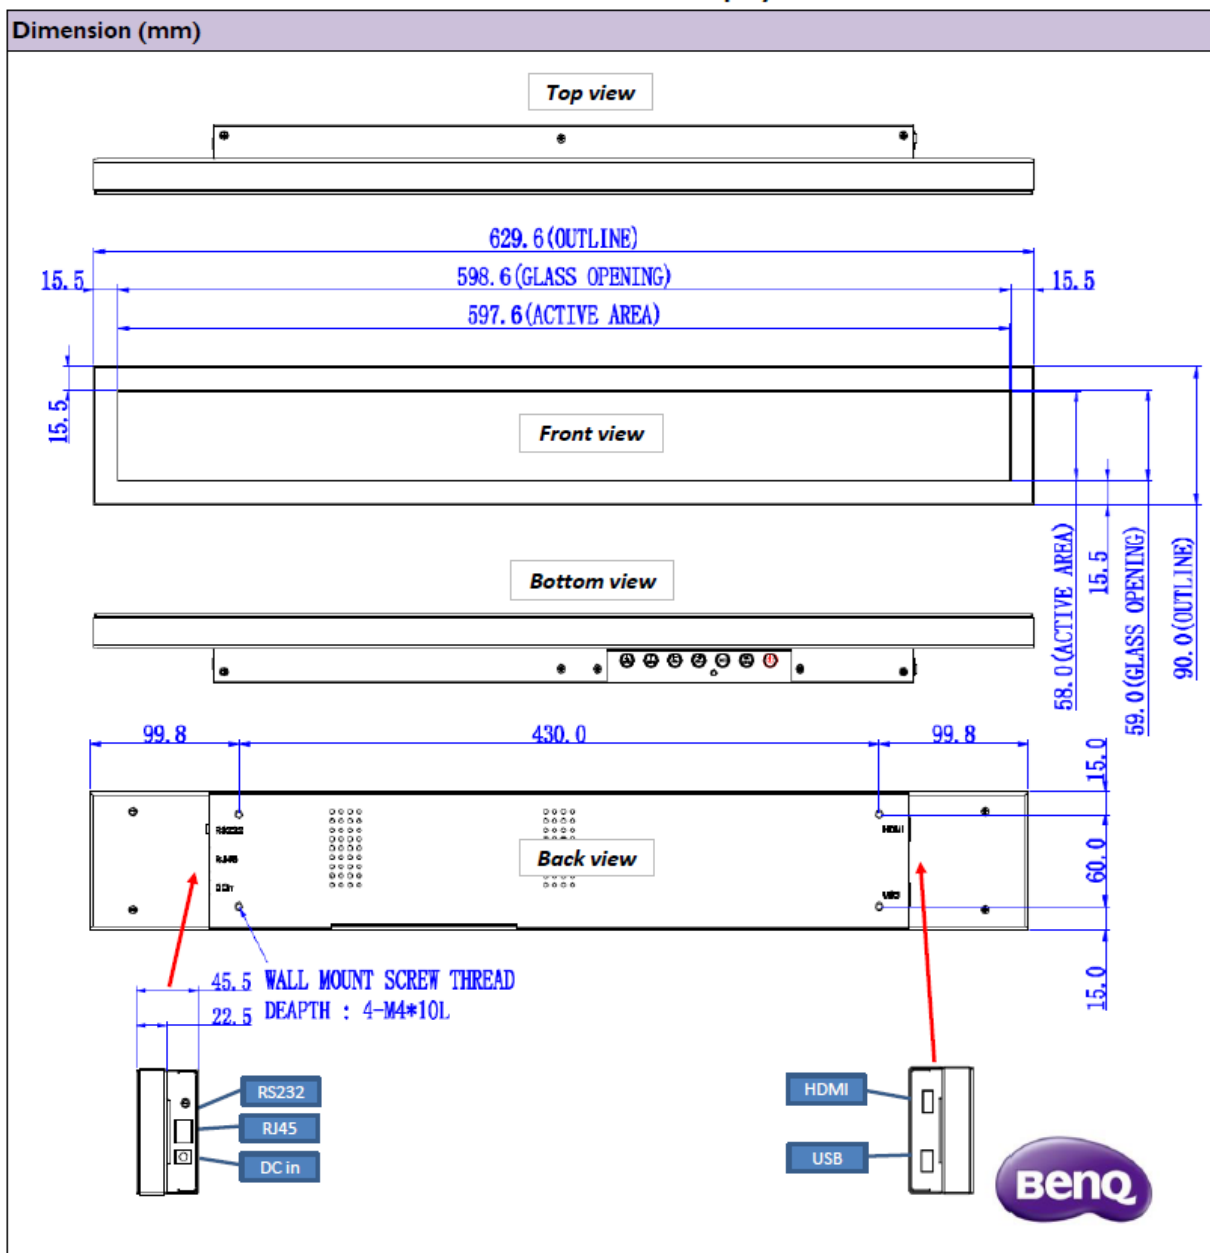 Dimension (mm)
Top view
629.6(OUTLINE)
15.5
598.6(GLASS OPENING)
15.5
597.6(ACTIVE AREA)
15.5
Front view
58.0(ACTIVE AREA)
15.5
59.0(GLASS OPENING)
90.0(OUTLINE)
Bottom view
99.8
430.0
99.8
15.0
RS232
HDMI
RJ45
Back view
60.0
15.0
45.5
WALL MOUNT SCREW THREAD
22.5
DEAPTH : 4-M4*10L
RS232
RJ45
DC in
HDMI
USB
BenQ